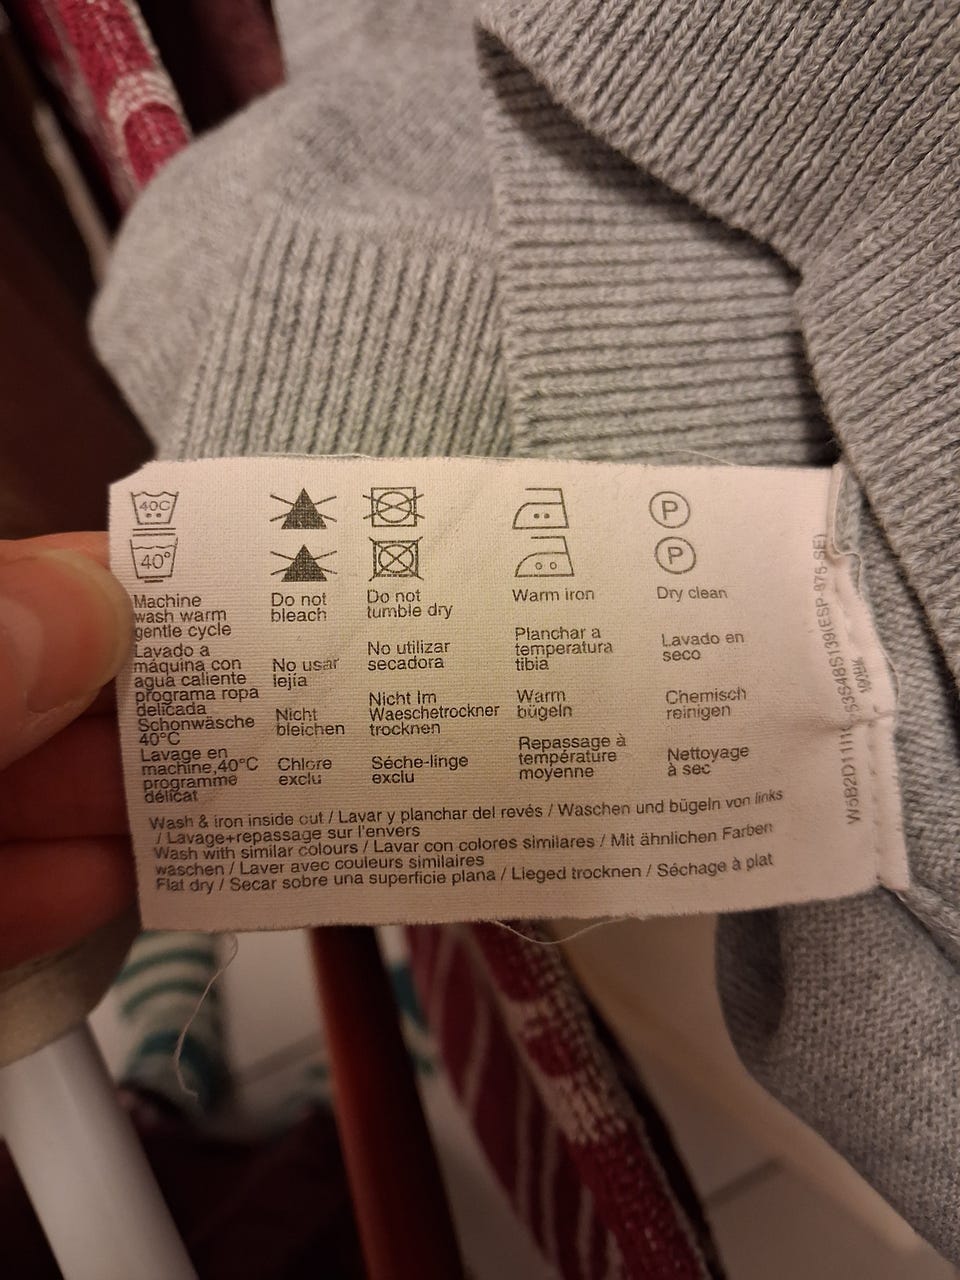 40C
40°
P
P
Machine
wash warm
gentle cycle
Lavado a
máquina con
agua caliente
programa ropa
delicada
Schonwäsche
40°C
Lavage en
machine,40°C
programme
délicat
Do not
bleach
No usar
lejía
Nicht
bleichen
Chlore
exclu
Do not
tumble dry
No utilizar
secadora
Nicht Im
Waeschetrockner
trocknen
Séche-linge
exclu
Warm iron
Planchar a
temperatura
tibia
Warm
bügeln
Repassage à
température
moyenne
Dry clean
Lavado en
seco
Chemisch
reinigen
Nettoyage
à sec
Wash & iron inside out / Lavar y planchar del revés / Waschen und bügeln von links
/ Lavage+repassage sur l'envers
Wash with similar colours / Lavar con colores similares / Mit ähnlichen Farben
waschen / Laver avec couleurs similaires
Flat dry / Secar sobre una superficie plana / Lieged trocknen / Séchage à plat